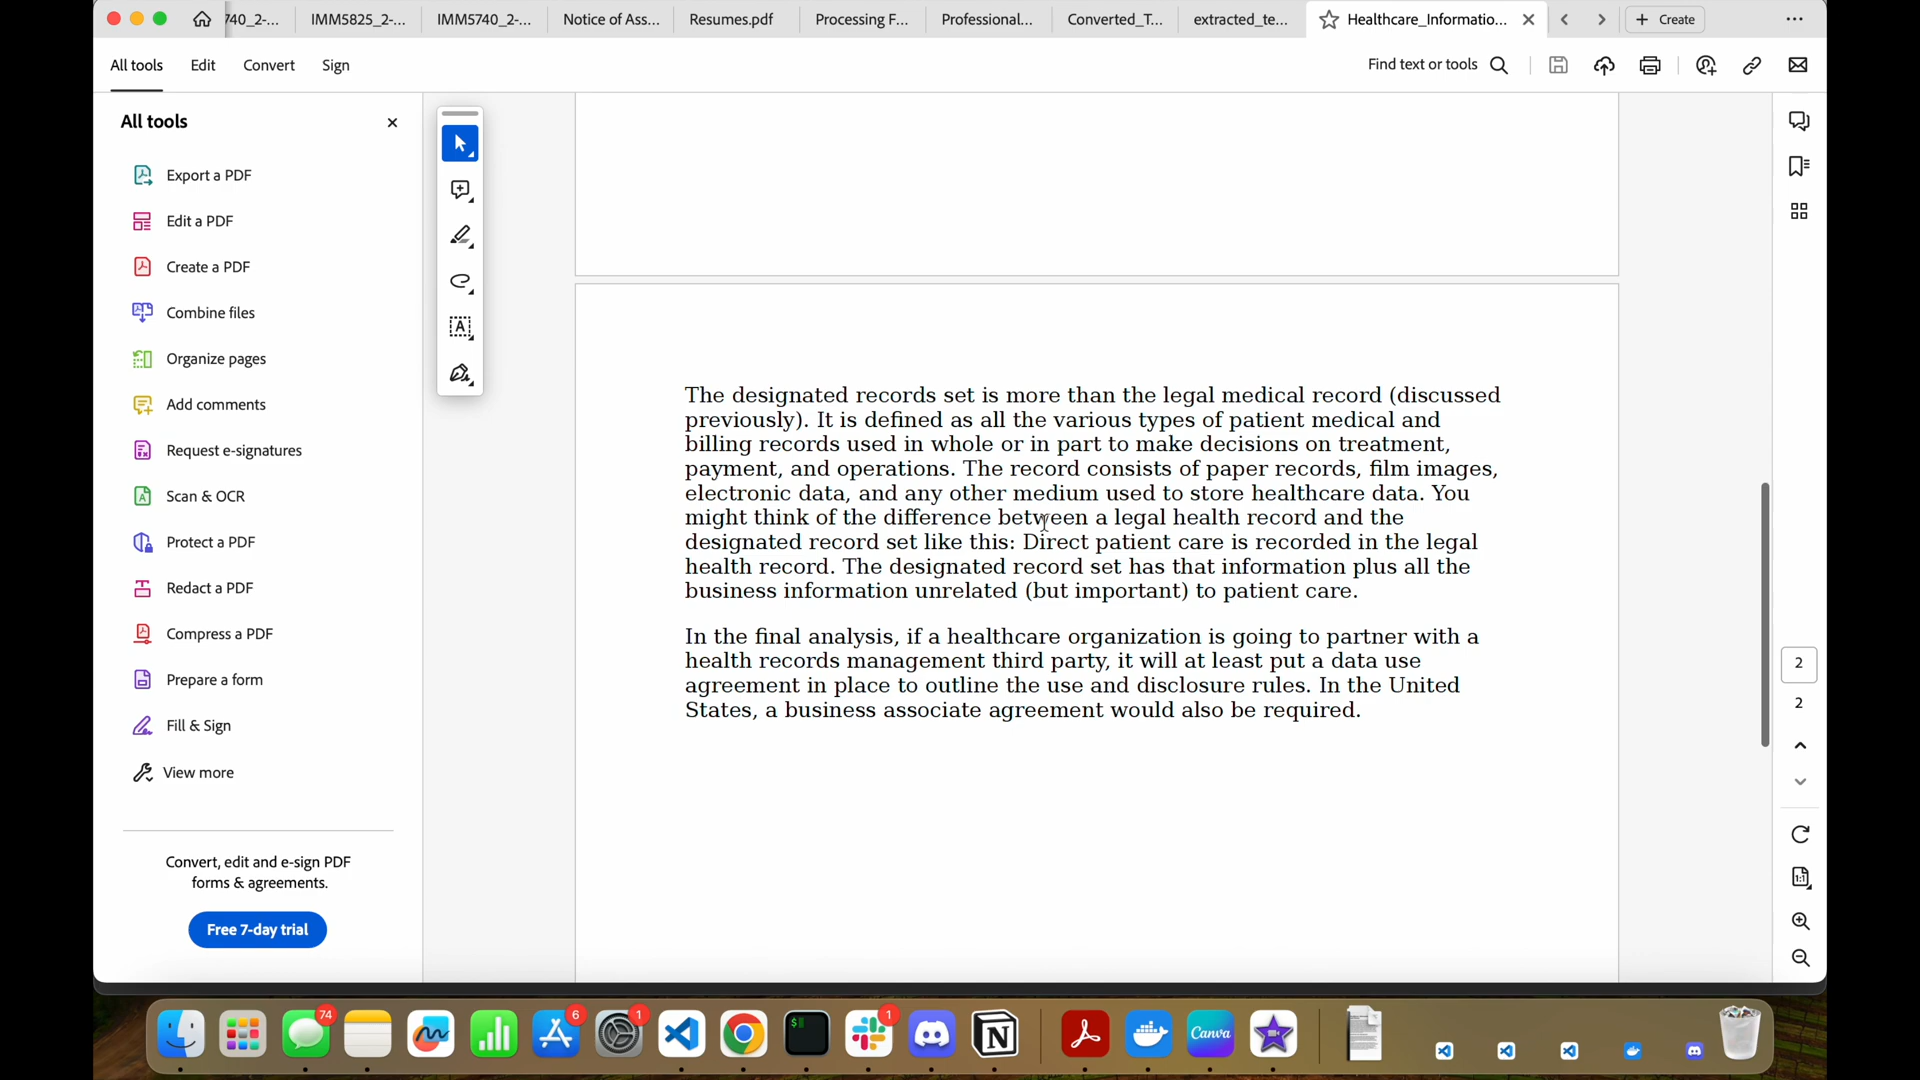 740_2-...
IMM5825_2-...
IMM5740_2-...
Notice of Ass...
Resumes.pdf
Processing F...
Professional...
Converted_T...
extracted_te...
Healthcare_Informatio...
Create
All tools
Edit
Convert
Sign
Find text or tools
All tools
Export a PDF
Edit a PDF
Create a PDF
Combine files
Organize pages
Add comments
Request e-signatures
Scan & OCR
Protect a PDF
Redact a PDF
Compress a PDF
Prepare a form
Fill & Sign
View more
Convert, edit and e-sign PDF
forms & agreements.
Free 7-day trial
The designated records set is more than the legal medical record (discussed
previously). It is defined as all the various types of patient medical and
billing records used in whole or in part to make decisions on treatment,
payment, and operations. The record consists of paper records, film images,
electronic data, and any other medium used to store healthcare data. You
might think of the difference between a legal health record and the
designated record set like this: Direct patient care is recorded in the legal
health record. The designated record set has that information plus all the
business information unrelated (but important) to patient care.
In the final analysis, if a healthcare organization is going to partner with a
health records management third party, it will at least put a data use
agreement in place to outline the use and disclosure rules. In the United
States, a business associate agreement would also be required.
2
2
1:1
74
6
1
1
$
Canva